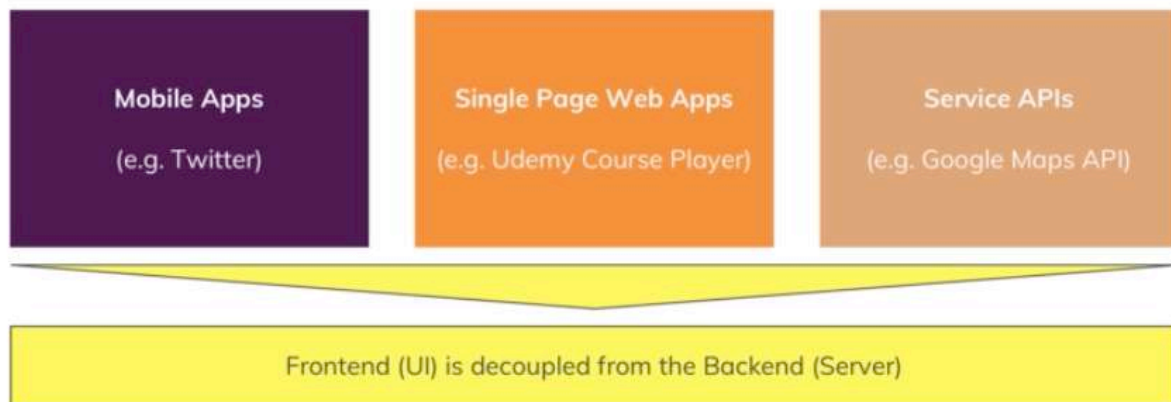 Mobile Apps
(e.g. Twitter)
Single Page Web Apps
(e.g. Udemy Course Player)
Service APIs
(e.g. Google Maps API)
Frontend (UI) is decoupled from the Backend (Server)